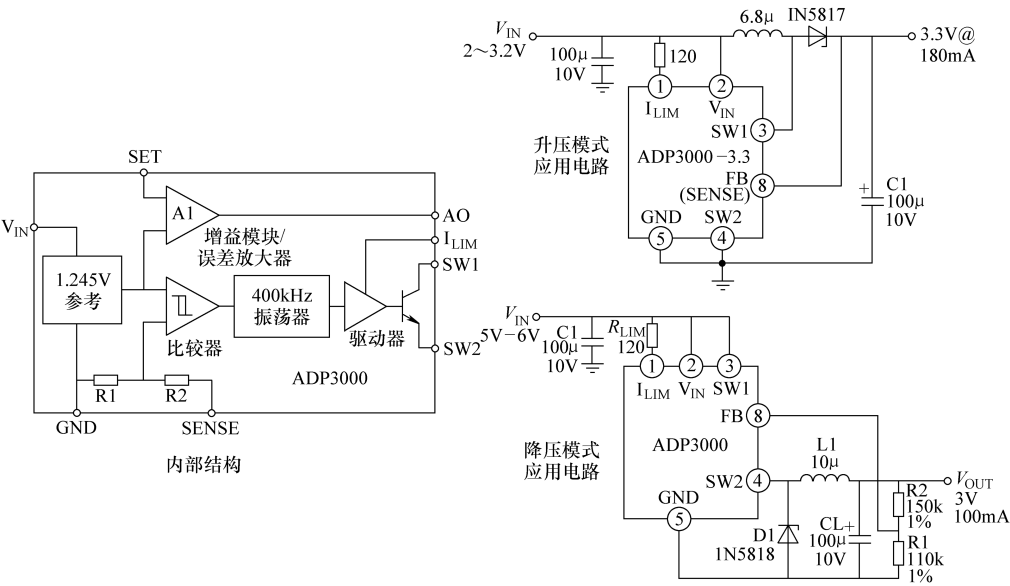 SET
V_IN
A1
AO
增益模块/
误差放大器
I_LIM
SW1
1.245V
参考
400kHz
振荡器
比较器
驱动器
SW2
R1
R2
ADP3000
GND
SENSE
内部结构
V_IN
2～3.2V
6.8μ
IN5817
3.3V@
180mA
100μ
10V
120
1
2
I_LIM
V_IN
SW1
3
升压模式
应用电路
ADP3000-3.3
FB
(SENSE)
8
GND
SW2
5
4
+
C1
100μ
10V
V_IN
5V-6V
C1
100μ
10V
R_LIM
120
1
2
3
I_LIM
V_IN
SW1
FB
8
降压模式
应用电路
ADP3000
SW2
4
L1
10μ
GND
5
D1
1N5818
CL+
100μ
10V
V_OUT
3V
100mA
R2
150k
1%
R1
110k
1%